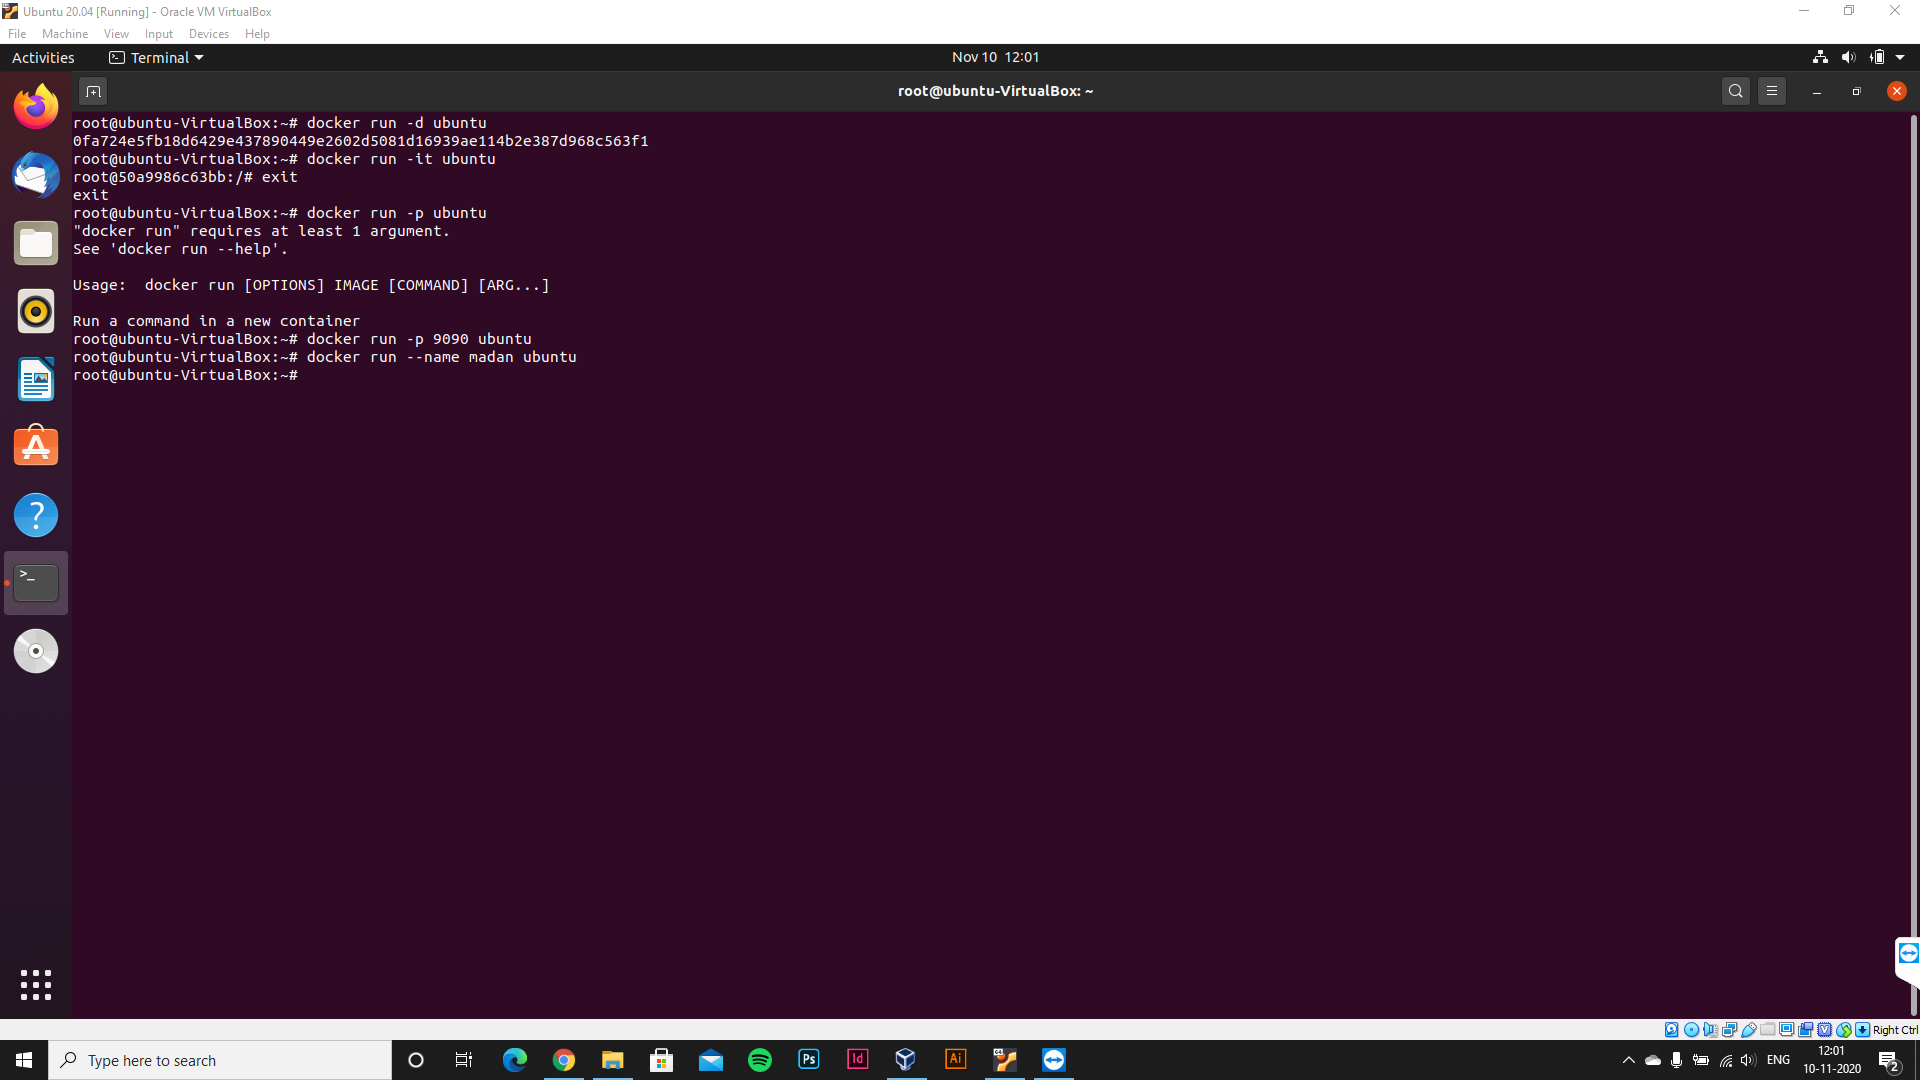 Ubuntu 20.04 [Running] - Oracle VM VirtualBox
File Machine View Input Devices Help
Activities Terminal Nov 10 12:01
root@ubuntu-VirtualBox: ~
root@ubuntu-VirtualBox:~# docker run -d ubuntu
0fa724e5fb18d6429e437890449e2602d5081d16939ae114b2e387d968c563f1
root@ubuntu-VirtualBox:~# docker run -it ubuntu
root@50a9986c63bb:/# exit
exit
root@ubuntu-VirtualBox:~# docker run -p ubuntu
"docker run" requires at least 1 argument.
See 'docker run --help'.
Usage:  docker run [OPTIONS] IMAGE [COMMAND] [ARG...]
Run a command in a new container
root@ubuntu-VirtualBox:~# docker run -p 9090 ubuntu
root@ubuntu-VirtualBox:~# docker run --name madan ubuntu
root@ubuntu-VirtualBox:~#
Right Ctrl
Type here to search
Ps
Id
Ai
ENG
12:01
10-11-2020
2